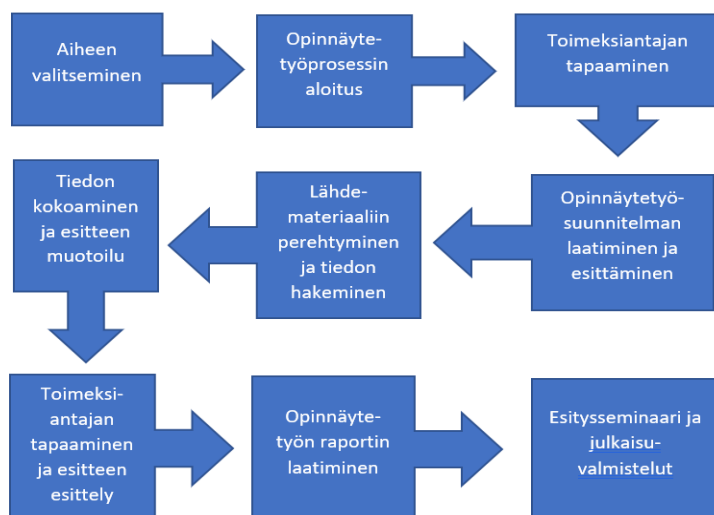 Aiheen
valitseminen
Opinnäyte-
työprosessin
aloitus
Toimeksiantajan
tapaaminen
Opinnäytetyö-
suunnitelman
laatiminen ja
esittäminen
Lähde-
materiaaliin
perehtyminen
ja tiedon
hakeminen
Tiedon
kokoaminen
ja esitteen
muotoilu
Toimeksi-
antajan
tapaaminen
ja esitteen
esittely
Opinnäyte-
työn raportin
laatiminen
Esitysseminaari ja
julkaisu-
valmistelut